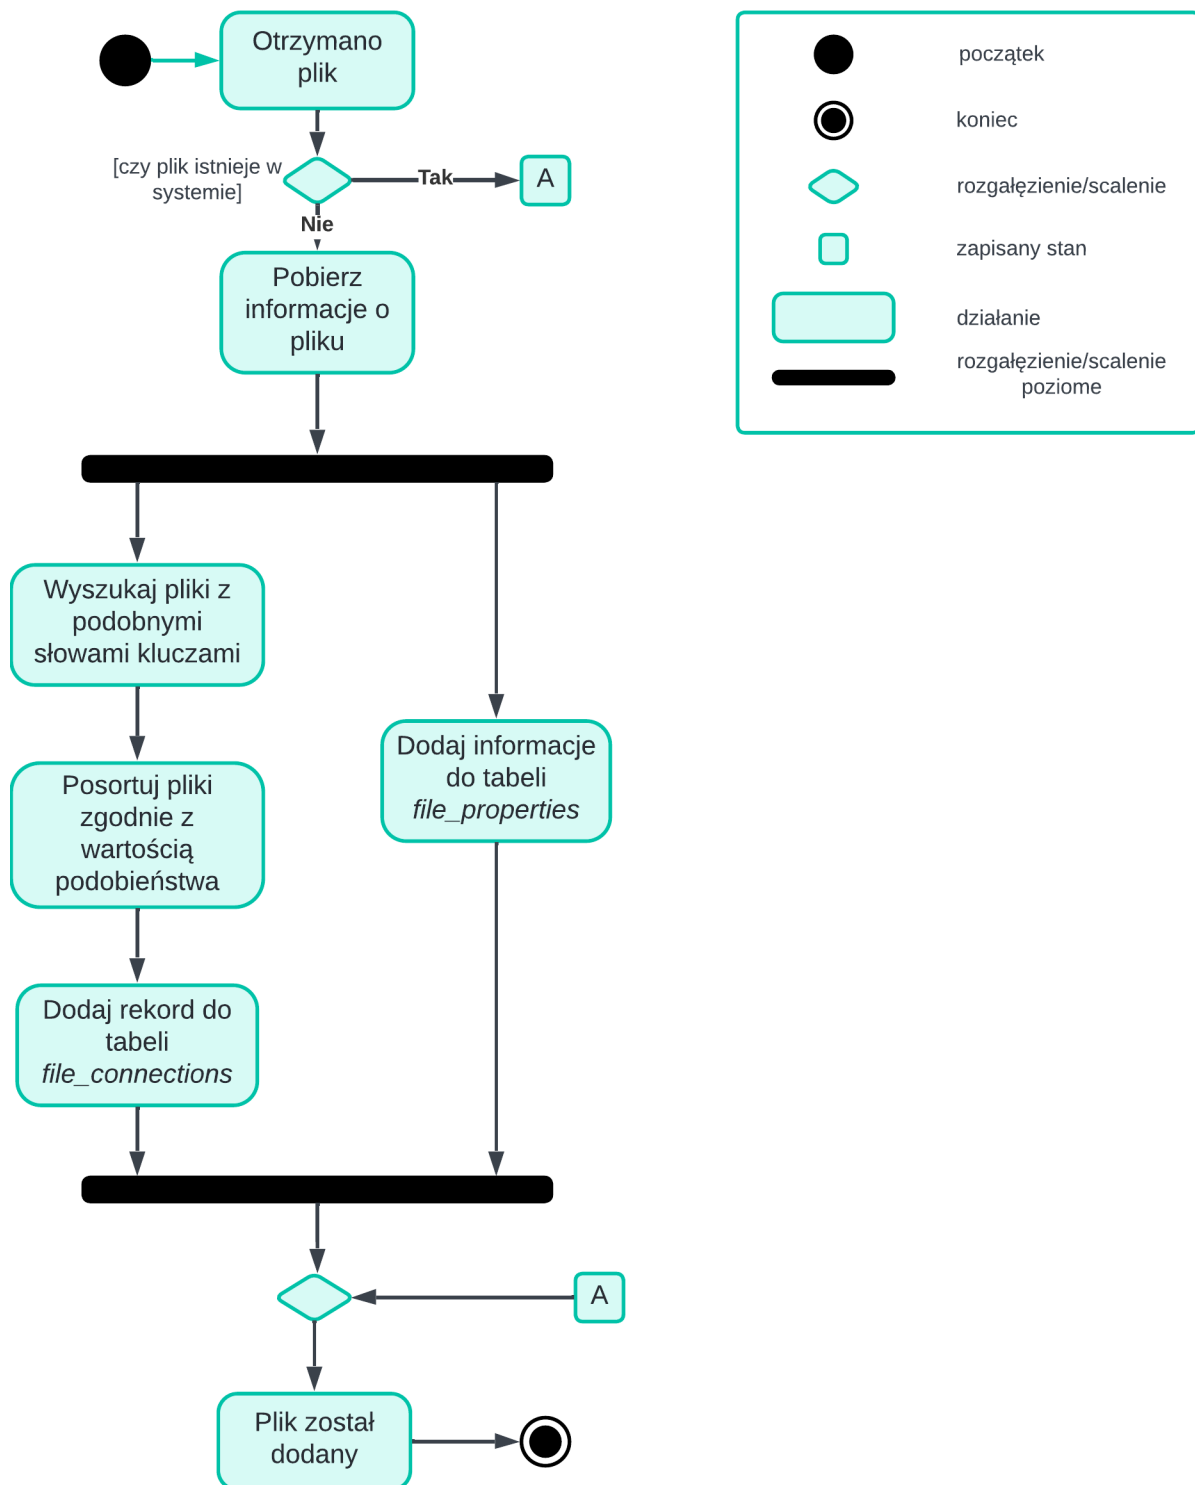 Otrzymano
plik
[czy plik istnieje w
systemie]
Tak
A
Nie
Pobierz
informacje o
pliku
Wyszukaj pliki z
podobnymi
słowami kluczami
Posortuj pliki
zgodnie z
wartością
podobieństwa
Dodaj rekord do
tabeli
file_connections
Dodaj informacje
do tabeli
file_properties
A
Plik został
dodany
początek
koniec
rozgałęzienie/scalenie
zapisany stan
działanie
rozgałęzienie/scalenie
poziome